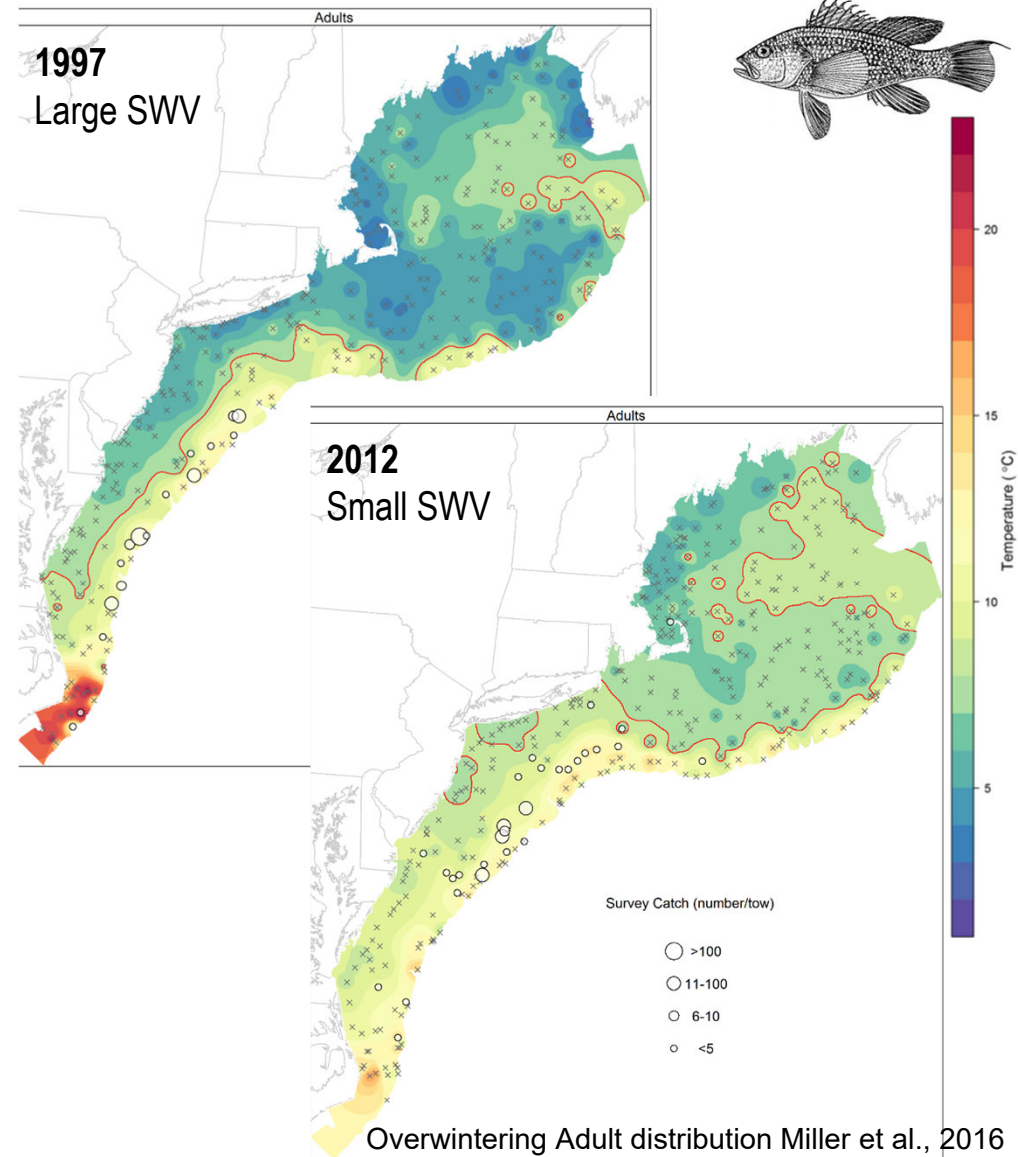 Adults
1997
Large SWV
Adults
2012
Small SWV
20
15
10
5
Temperature ( °C)
Survey Catch (number/tow)
>100
11-100
6-10
<5
Overwintering Adult distribution Miller et al., 2016